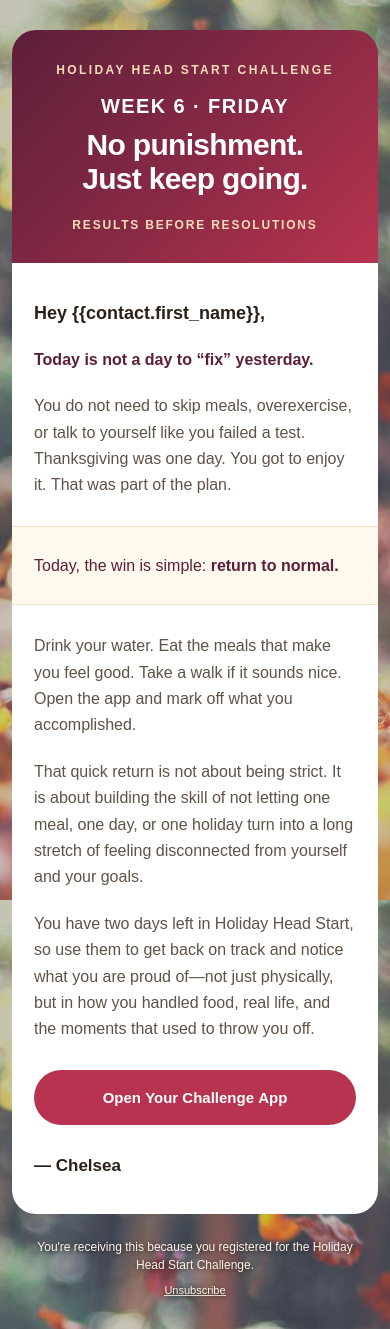 HOLIDAY HEAD START CHALLENGE
WEEK 6 · FRIDAY
No punishment.
Just keep going.
RESULTS BEFORE RESOLUTIONS
Hey {{contact.first_name}},
Today is not a day to “fix” yesterday.
You do not need to skip meals, overexercise,
or talk to yourself like you failed a test.
Thanksgiving was one day. You got to enjoy
it. That was part of the plan.
Today, the win is simple: return to normal.
Drink your water. Eat the meals that make
you feel good. Take a walk if it sounds nice.
Open the app and mark off what you
accomplished.
That quick return is not about being strict. It
is about building the skill of not letting one
meal, one day, or one holiday turn into a long
stretch of feeling disconnected from yourself
and your goals.
You have two days left in Holiday Head Start,
so use them to get back on track and notice
what you are proud of—not just physically,
but in how you handled food, real life, and
the moments that used to throw you off.
Open Your Challenge App
— Chelsea
You're receiving this because you registered for the Holiday
Head Start Challenge.
Unsubscribe